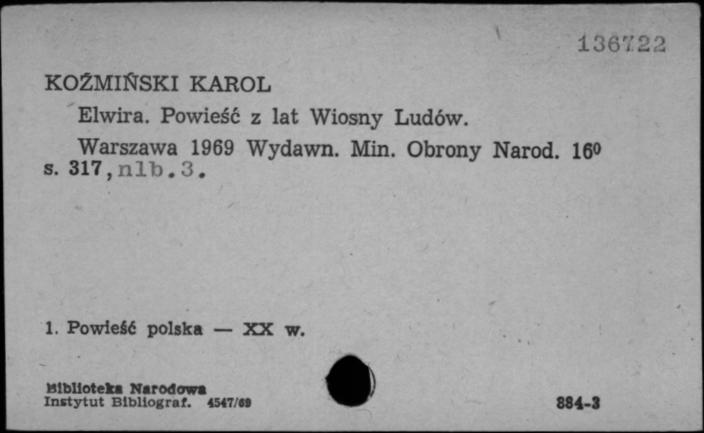 136722
KOŹMIŃSKI KAROL
Elwira. Powieść z lat Wiosny Ludów.
Warszawa 1969 Wydawn. Min. Obrony Narod. 16⁰
s. 317, nlb. 3.
1. Powieść polska — XX w.
Biblioteka Narodowa
Instytut Bibliograf. 4547/69
884-3